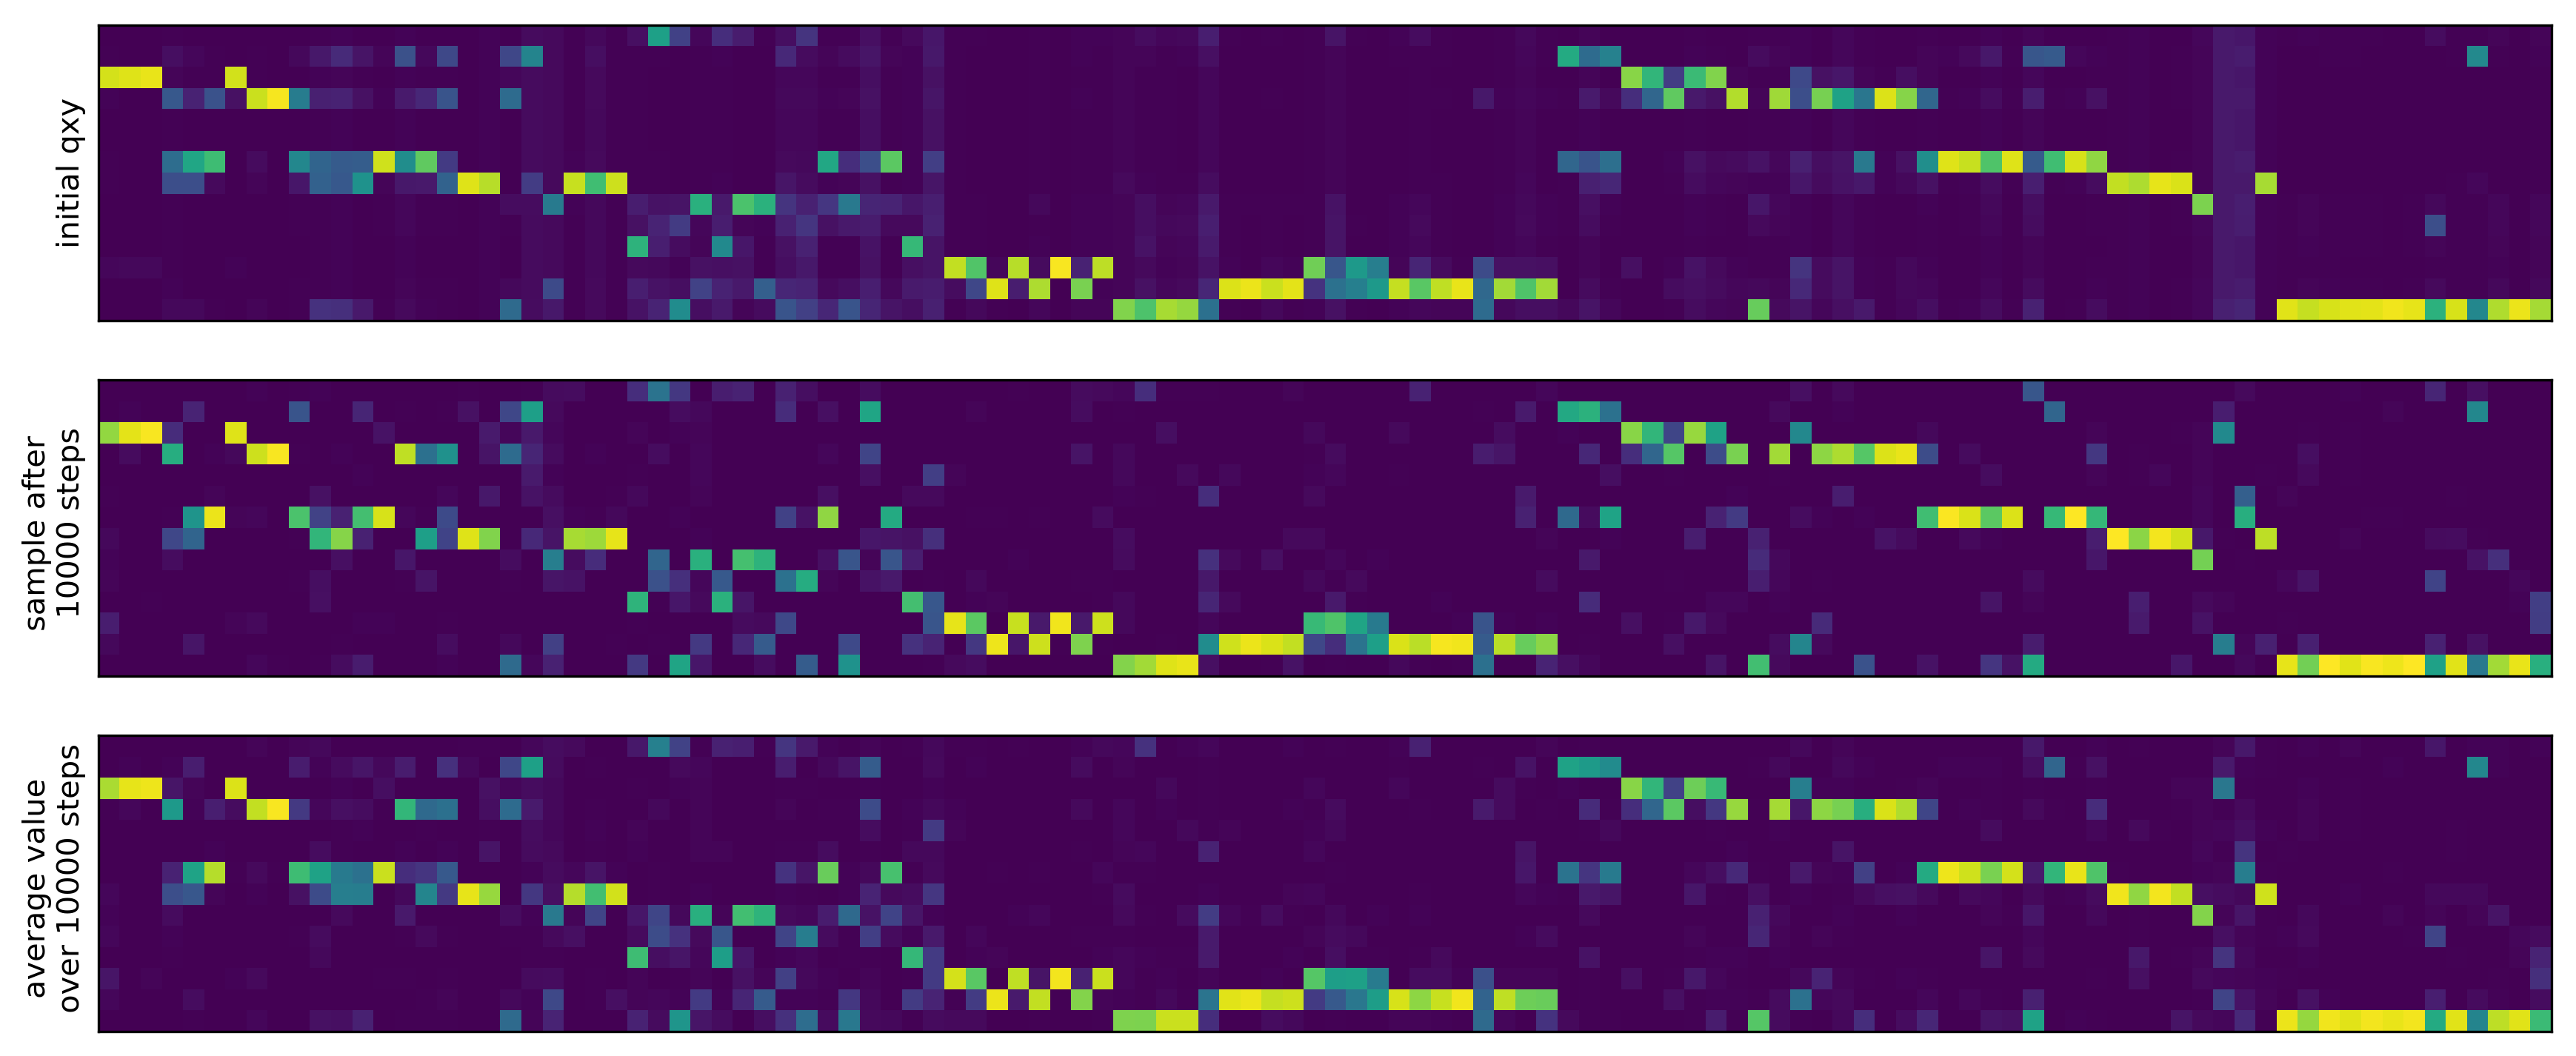 initial qxy
sample after
10000 steps
average value
over 10000 steps